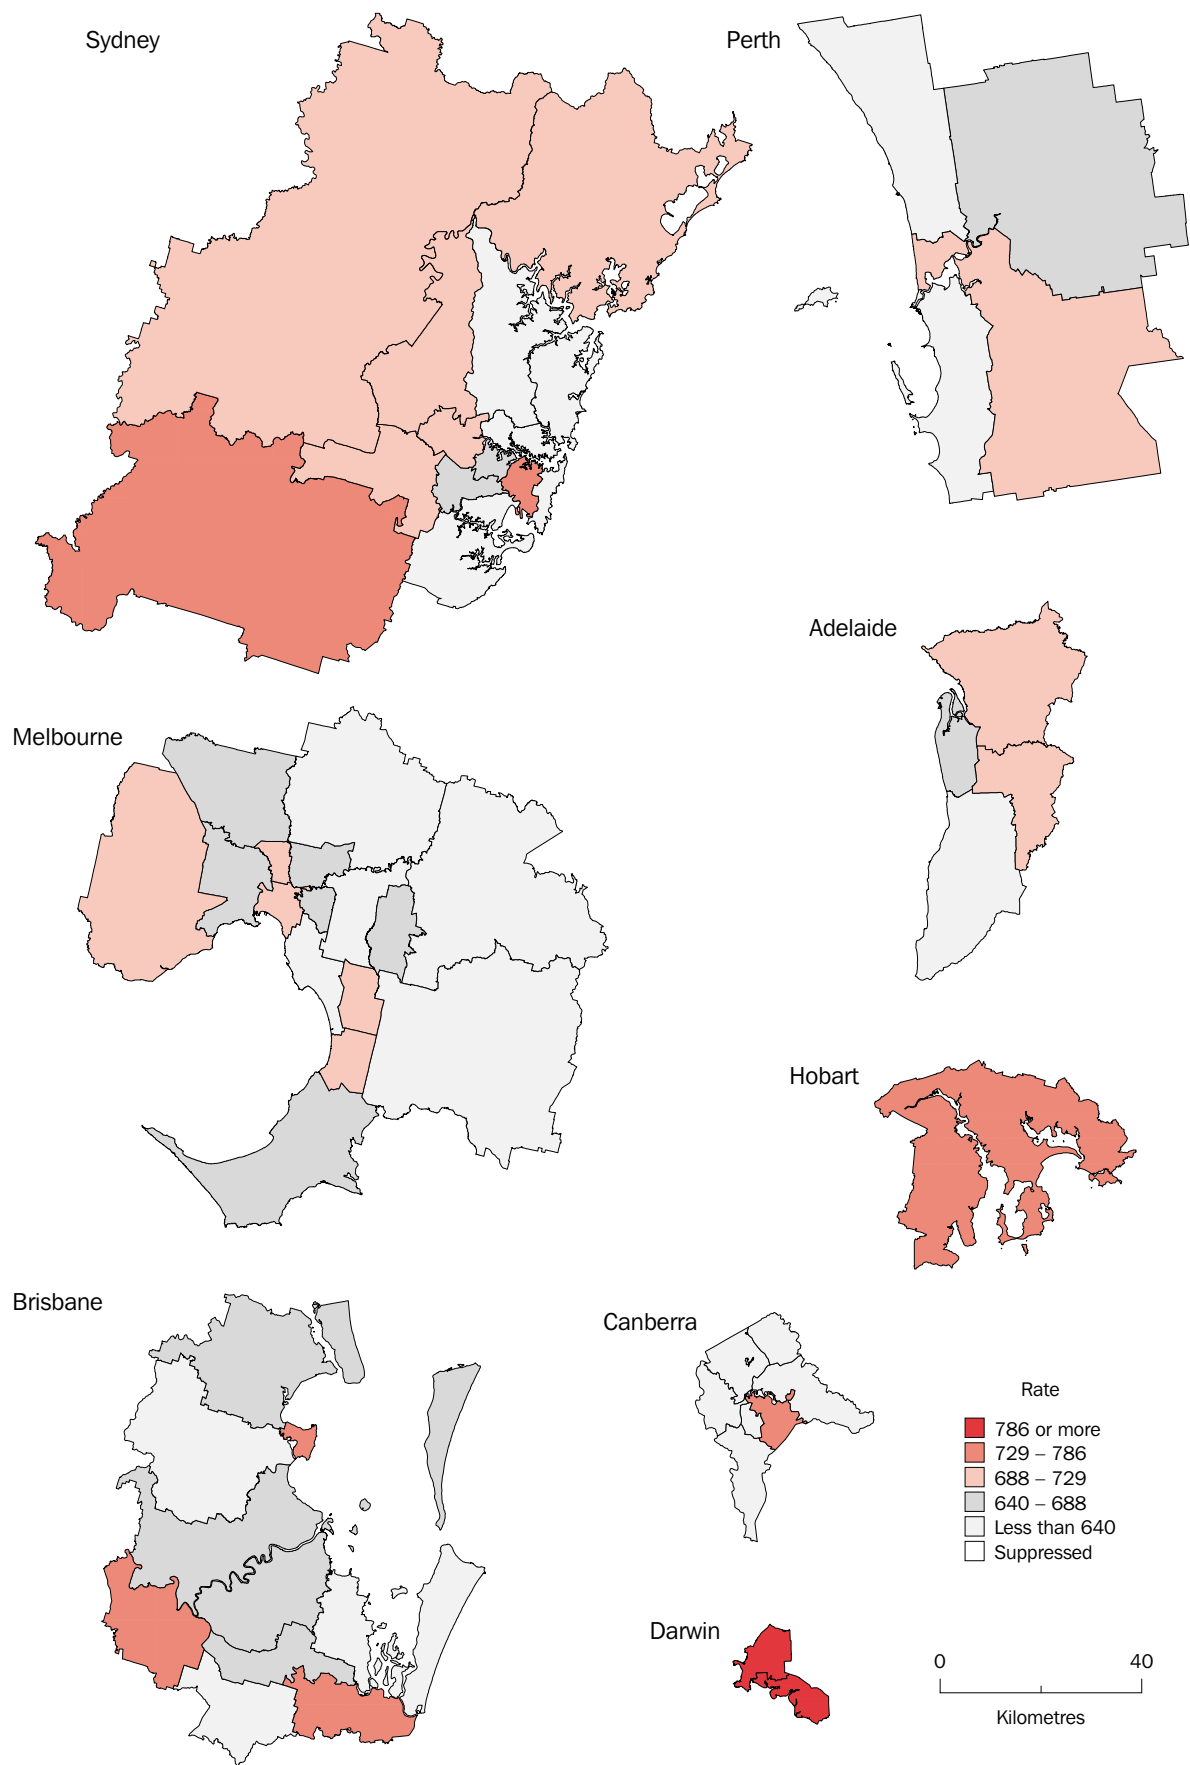 Sydney
Perth
Adelaide
Melbourne
Hobart
Brisbane
Canberra
Rate
786 or more
729 – 786
688 – 729
640 – 688
Less than 640
Suppressed
Darwin
0 40
Kilometres